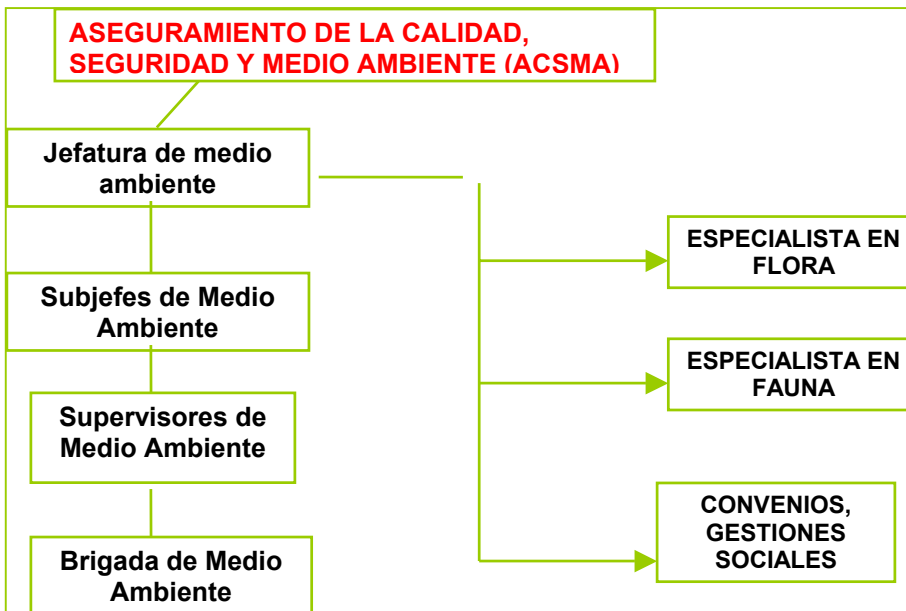 ASEGURAMIENTO DE LA CALIDAD,
SEGURIDAD Y MEDIO AMBIENTE (ACSMA)
Jefatura de medio
ambiente
ESPECIALISTA EN
FLORA
Subjefes de Medio
Ambiente
ESPECIALISTA EN
FAUNA
Supervisores de
Medio Ambiente
CONVENIOS,
GESTIONES
SOCIALES
Brigada de Medio
Ambiente